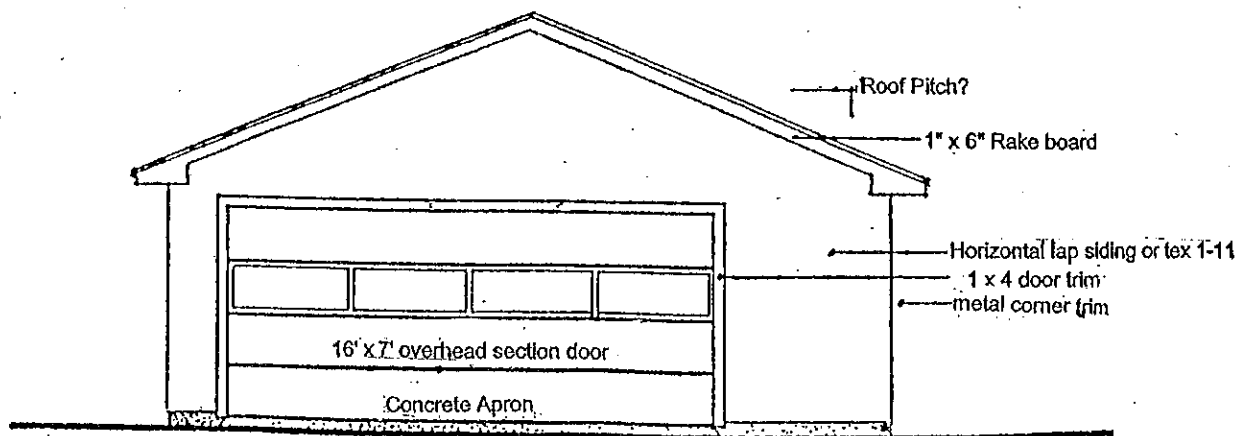 Roof Pitch?
1" x 6" Rake board
Horizontal lap siding or tex 1-11
1 x 4 door trim
metal corner trim
16' x 7' overhead section door
Concrete Apron